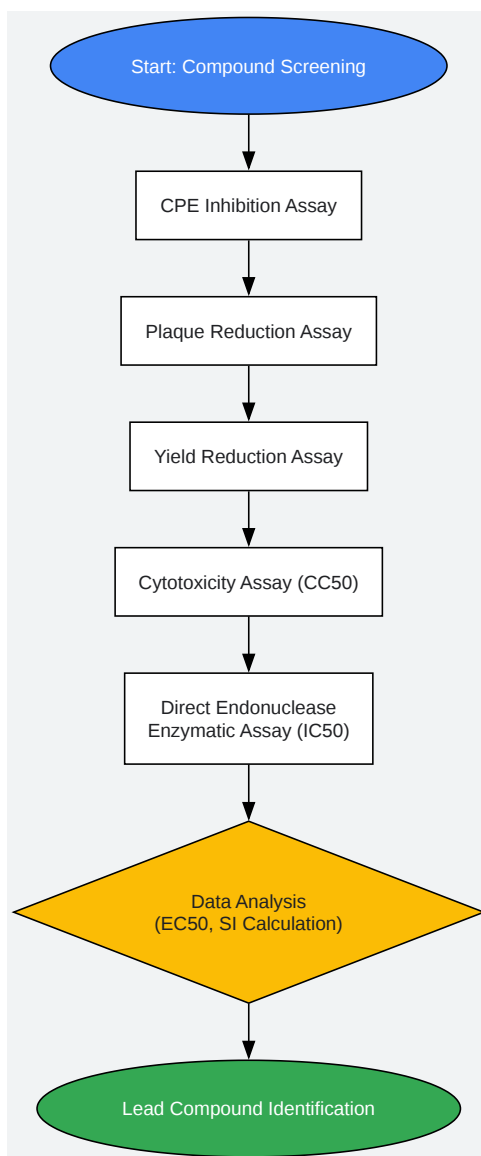 Start: Compound Screening
CPE Inhibition Assay
Plaque Reduction Assay
Yield Reduction Assay
Cytotoxicity Assay (CC50)
Direct Endonuclease
Enzymatic Assay (IC50)
Data Analysis
(EC50, SI Calculation)
Lead Compound Identification